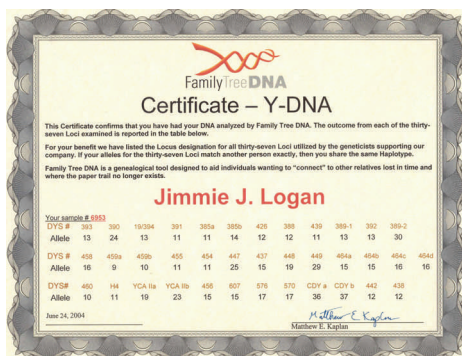 FamilyTreeDNA
Certificate – Y-DNA
This Certificate confirms that you have had your DNA analyzed by Family Tree DNA. The outcome from each of the thirty-
seven Loci examined is reported in the table below.
For your benefit we have listed the Locus designation for all thirty-seven Loci utilized by the geneticists supporting our
company. If your alleles for the thirty-seven Loci match another person exactly, then you share the same Haplotype.
Family Tree DNA is a genealogical tool designed to aid individuals wanting to “connect” to other relatives lost in time and
where the paper trail no longer exists.
Jimmie J. Logan
Your sample # 6953
DYS # 393 390 19/394 391 385a 385b 426 388 439 389-1 392 389-2
Allele 13 24 13 11 11 14 12 12 11 13 13 30
DYS # 458 459a 459b 455 454 447 437 448 449 464a 464b 464c 464d
Allele 16 9 10 11 11 25 15 19 29 15 15 16 16
DYS# 460 H4 YCA IIa YCA IIb 456 607 576 570 CDY a CDY b 442 438
Allele 10 11 19 23 15 15 17 17 36 37 12 12
June 24, 2004
Matthew E. Kaplan
Matthew E. Kaplan